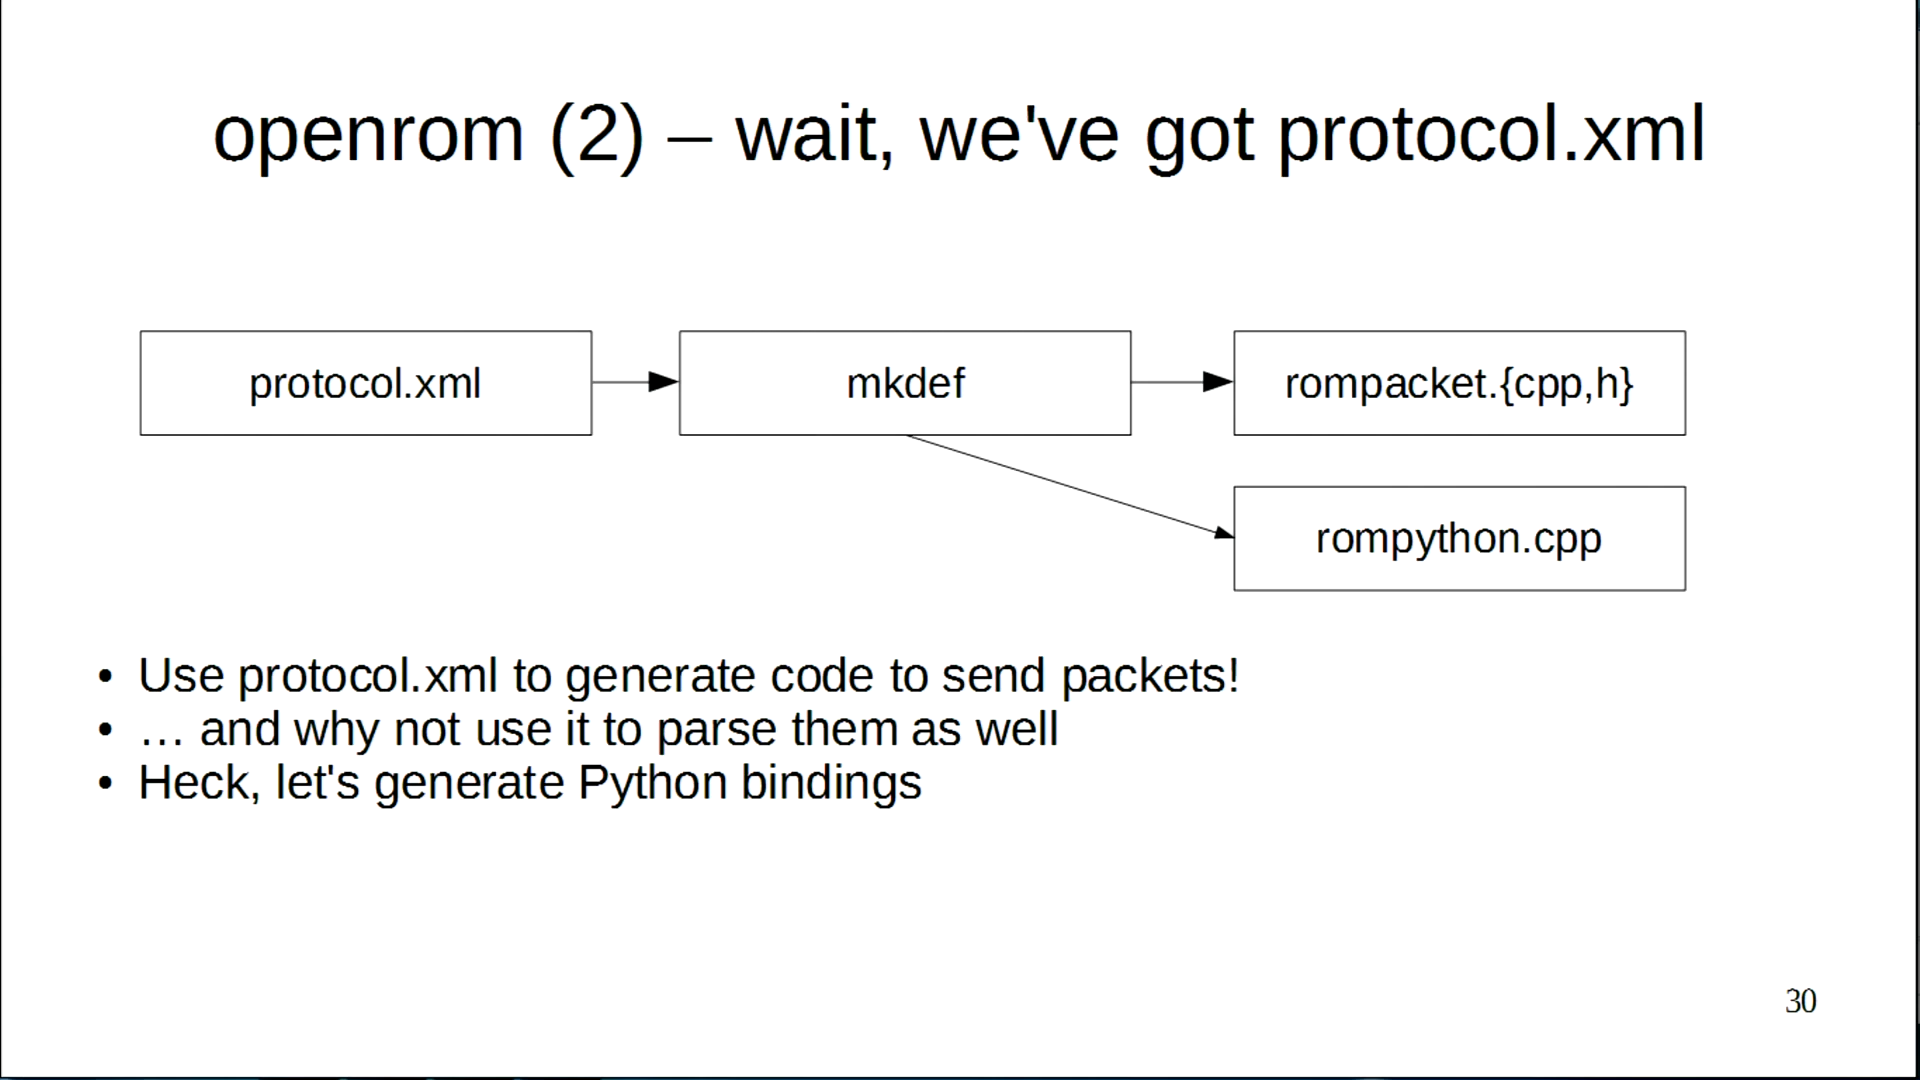 openrom (2) – wait, we've got protocol.xml
protocol.xml
mkdef
rompacket.{cpp,h}
rompython.cpp
• Use protocol.xml to generate code to send packets!
• … and why not use it to parse them as well
• Heck, let's generate Python bindings
30